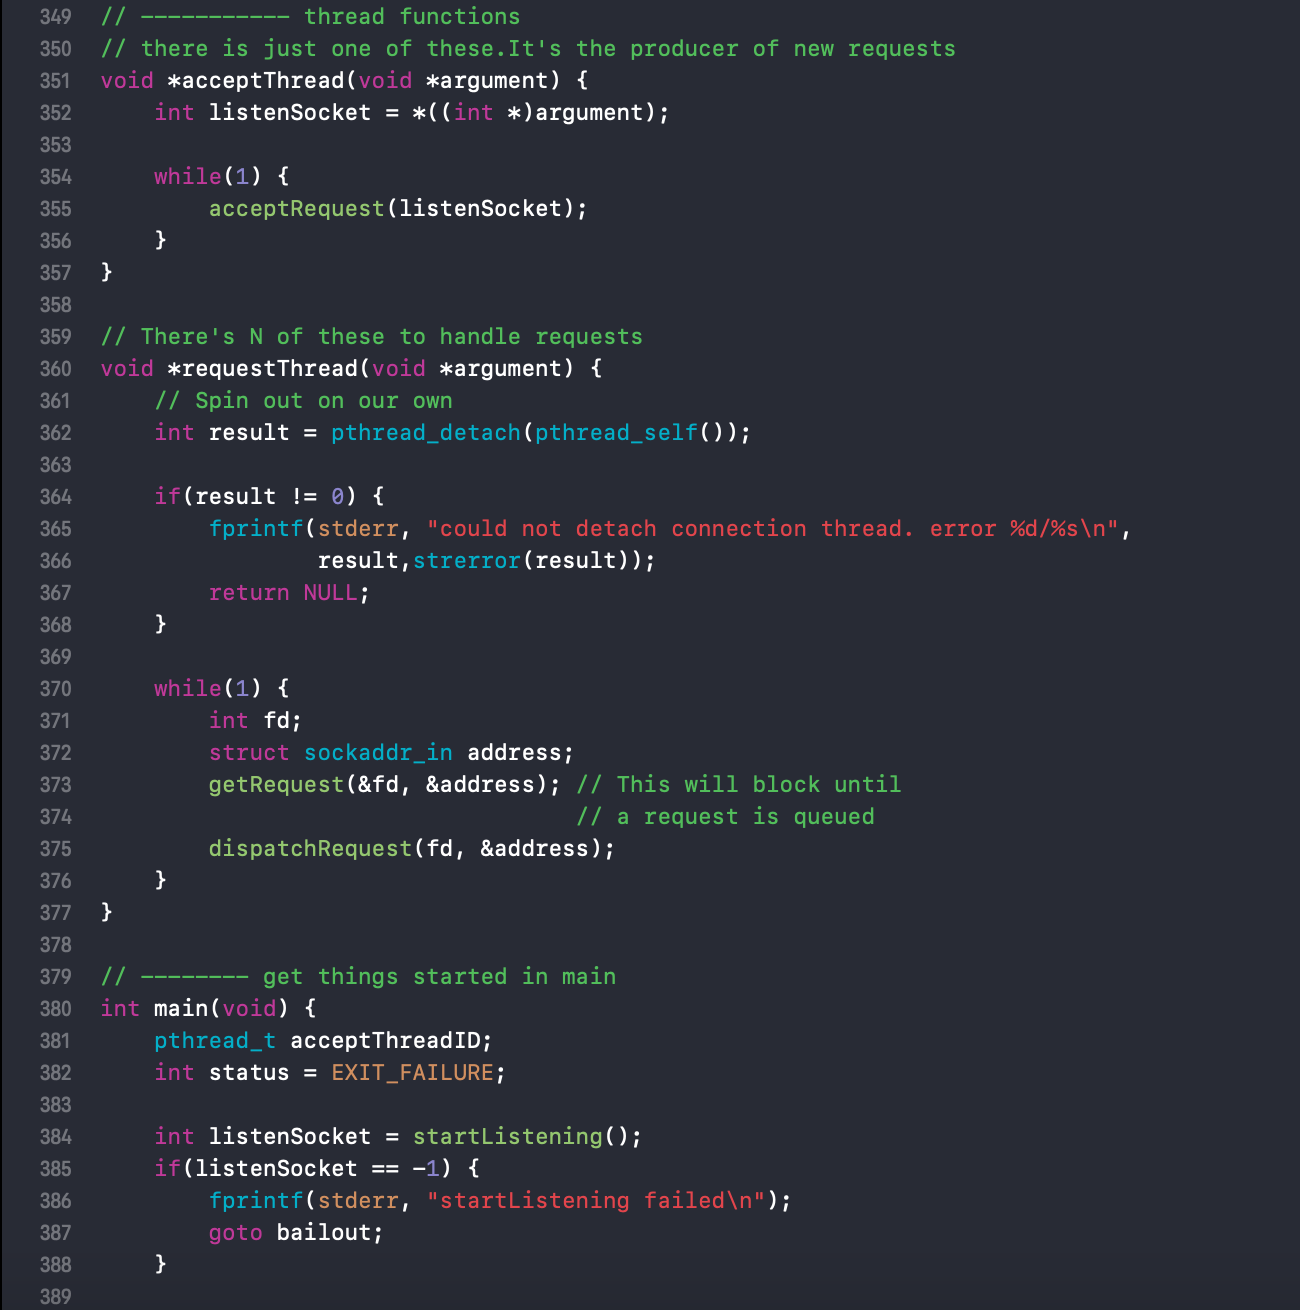 349 // ----------- thread functions
350 // there is just one of these.It's the producer of new requests
351 void *acceptThread(void *argument) {
352     int listenSocket = *((int *)argument);
353
354     while(1) {
355         acceptRequest(listenSocket);
356     }
357 }
358
359 // There's N of these to handle requests
360 void *requestThread(void *argument) {
361     // Spin out on our own
362     int result = pthread_detach(pthread_self());
363
364     if(result != 0) {
365         fprintf(stderr, "could not detach connection thread. error %d/%s\n",
366                 result,strerror(result));
367         return NULL;
368     }
369
370     while(1) {
371         int fd;
372         struct sockaddr_in address;
373         getRequest(&fd, &address); // This will block until
374                                    // a request is queued
375         dispatchRequest(fd, &address);
376     }
377 }
378
379 // -------- get things started in main
380 int main(void) {
381     pthread_t acceptThreadID;
382     int status = EXIT_FAILURE;
383
384     int listenSocket = startListening();
385     if(listenSocket == -1) {
386         fprintf(stderr, "startListening failed\n");
387         goto bailout;
388     }
389